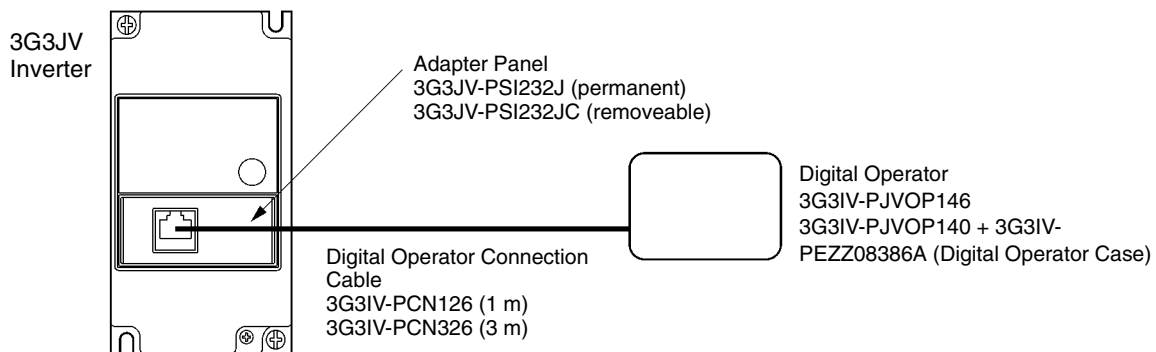 3G3JV
Inverter
Adapter Panel
3G3JV-PSI232J (permanent)
3G3JV-PSI232JC (removeable)
Digital Operator
3G3IV-PJVOP146
3G3IV-PJVOP140 + 3G3IV-
PEZZ08386A (Digital Operator Case)
Digital Operator Connection
Cable
3G3IV-PCN126 (1 m)
3G3IV-PCN326 (3 m)